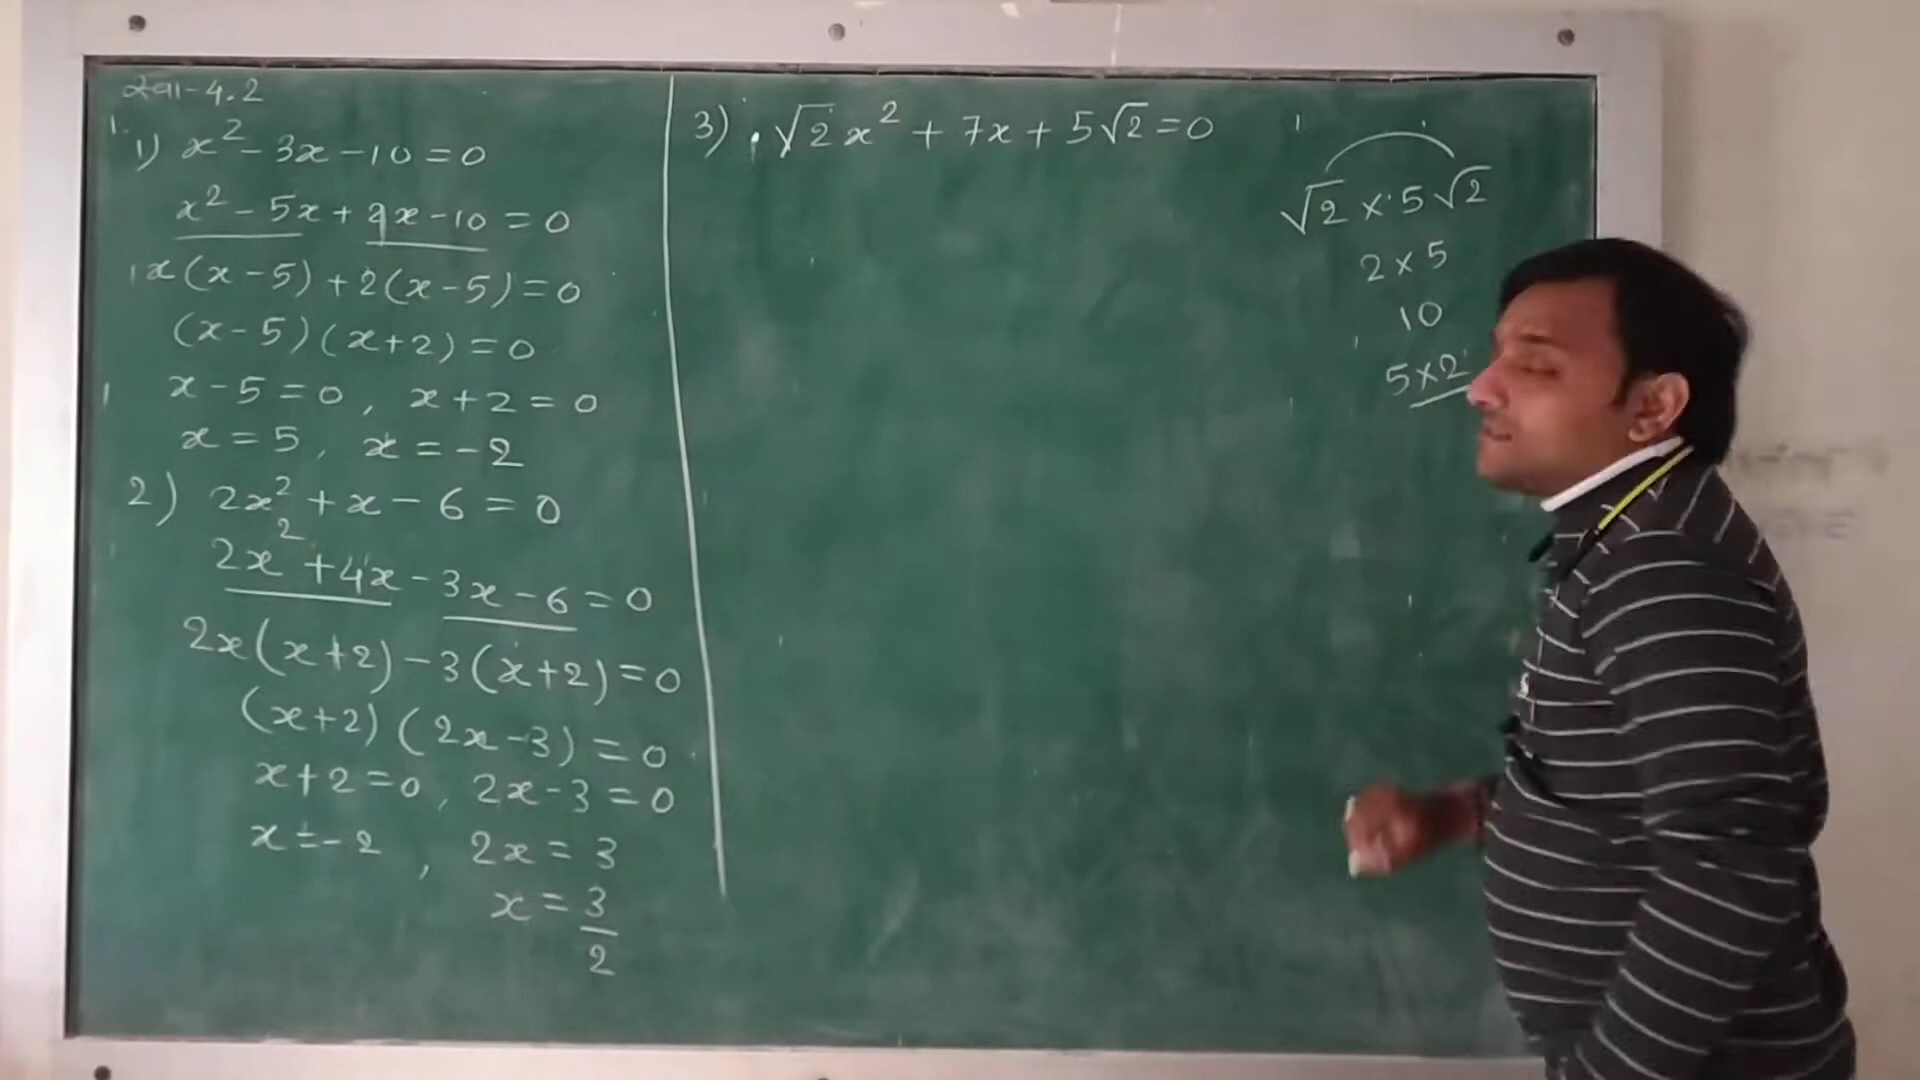 4.2
1.
1) x² - 3x - 10 = 0
x² - 5x + 2x - 10 = 0
x(x - 5) + 2(x - 5) = 0
(x - 5)(x + 2) = 0
x - 5 = 0, x + 2 = 0
x = 5, x = -2
2) 2x² + x - 6 = 0
2x² + 4x - 3x - 6 = 0
2x(x + 2) - 3(x + 2) = 0
(x + 2)(2x - 3) = 0
x + 2 = 0, 2x - 3 = 0
x = -2, 2x = 3
x = 3/2
3) √2x² + 7x + 5√2 = 0
√2 × 5√2
2 × 5
10
5 × 2